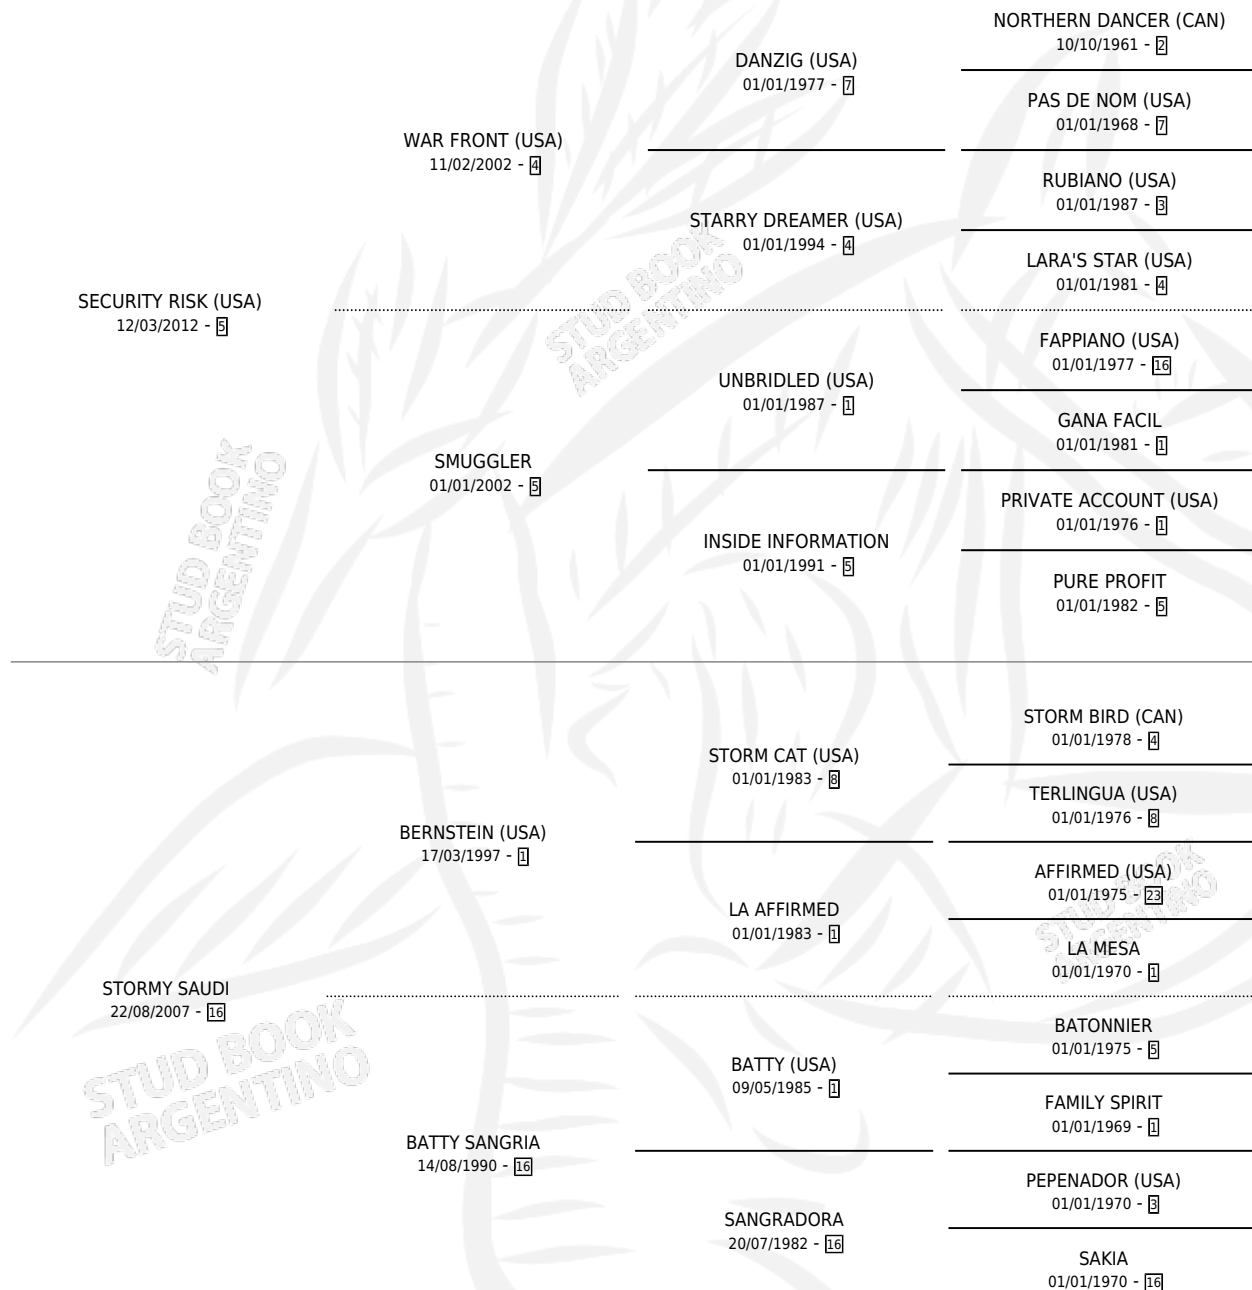 NORTHERN DANCER (CAN)
10/10/1961 - 2
DANZIG (USA)
01/01/1977 - 7
PAS DE NOM (USA)
01/01/1968 - 7
WAR FRONT (USA)
11/02/2002 - 4
RUBIANO (USA)
01/01/1987 - 3
STARRY DREAMER (USA)
01/01/1994 - 4
LARA'S STAR (USA)
01/01/1981 - 4
SECURITY RISK (USA)
12/03/2012 - 5
FAPPIANO (USA)
01/01/1977 - 16
UNBRIDLED (USA)
01/01/1987 - 1
GANA FACIL
01/01/1981 - 1
SMUGGLER
01/01/2002 - 5
PRIVATE ACCOUNT (USA)
01/01/1976 - 1
INSIDE INFORMATION
01/01/1991 - 5
PURE PROFIT
01/01/1982 - 5
STORM BIRD (CAN)
01/01/1978 - 4
STORM CAT (USA)
01/01/1983 - 8
TERLINGUA (USA)
01/01/1976 - 8
BERNSTEIN (USA)
17/03/1997 - 1
AFFIRMED (USA)
01/01/1975 - 23
LA AFFIRMED
01/01/1983 - 1
LA MESA
01/01/1970 - 1
STORMY SAUDI
22/08/2007 - 16
BATONNIER
01/01/1975 - 5
BATTY (USA)
09/05/1985 - 1
FAMILY SPIRIT
01/01/1969 - 1
BATTY SANGRIA
14/08/1990 - 16
PEPENADOR (USA)
01/01/1970 - 3
SANGRADORA
20/07/1982 - 16
SAKIA
01/01/1970 - 16
STUD BOOK
ARGENTINO
STUD BOOK
ARGENTINO
STUD BOOK
ARGENTINO
STUD BOOK
ARGENTINO